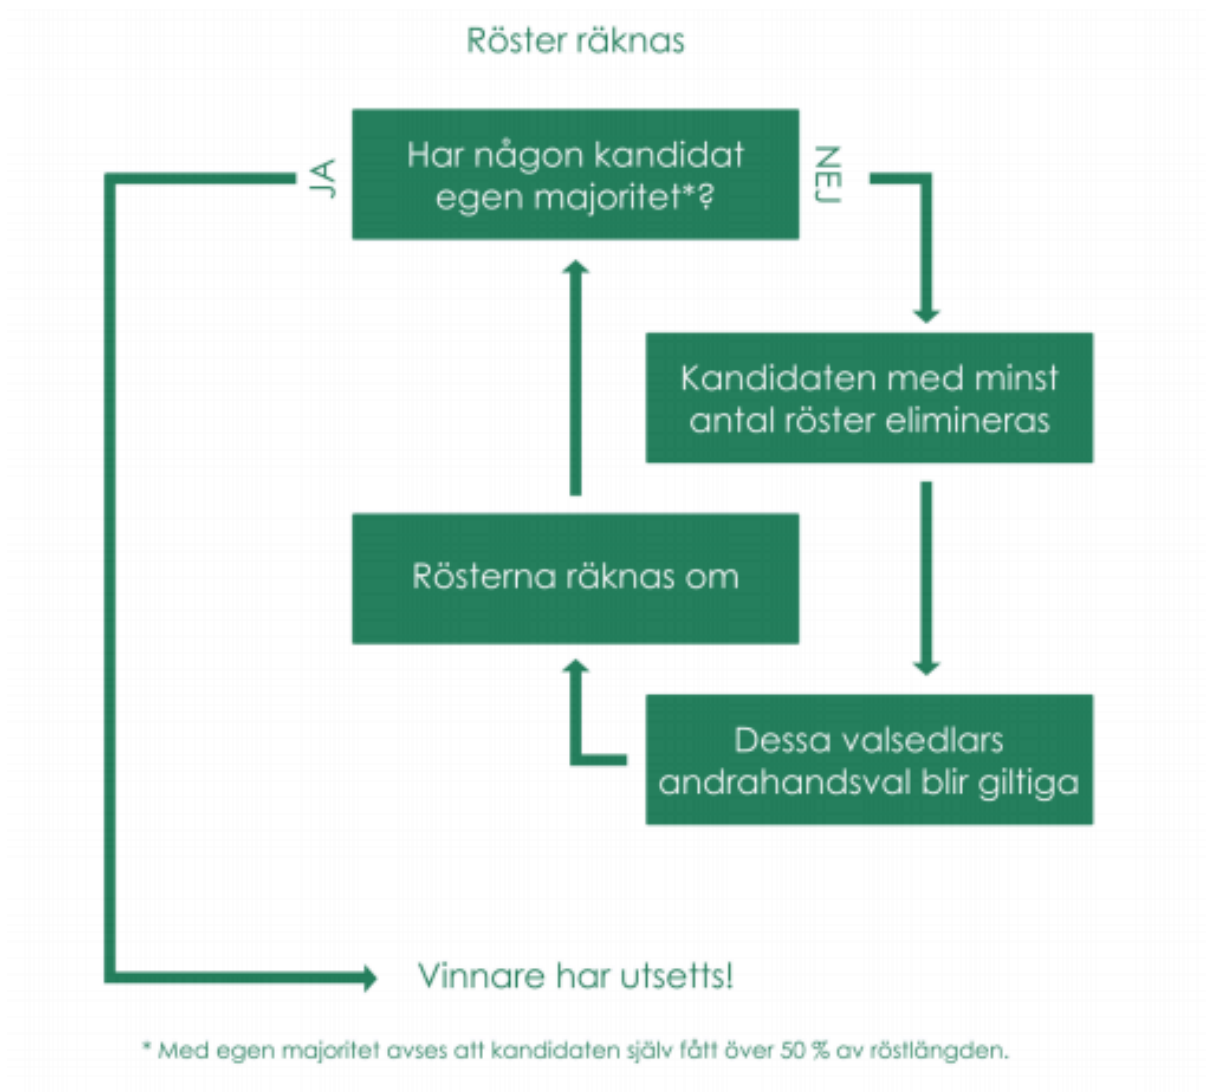 Röster räknas
Har någon kandidat
egen majoritet*?
JA
NEJ
Kandidaten med minst
antal röster elimineras
Rösterna räknas om
Dessa valsedlars
andrahandsval blir giltiga
Vinnare har utsetts!
* Med egen majoritet avses att kandidaten själv fått över 50 % av röstlängden.